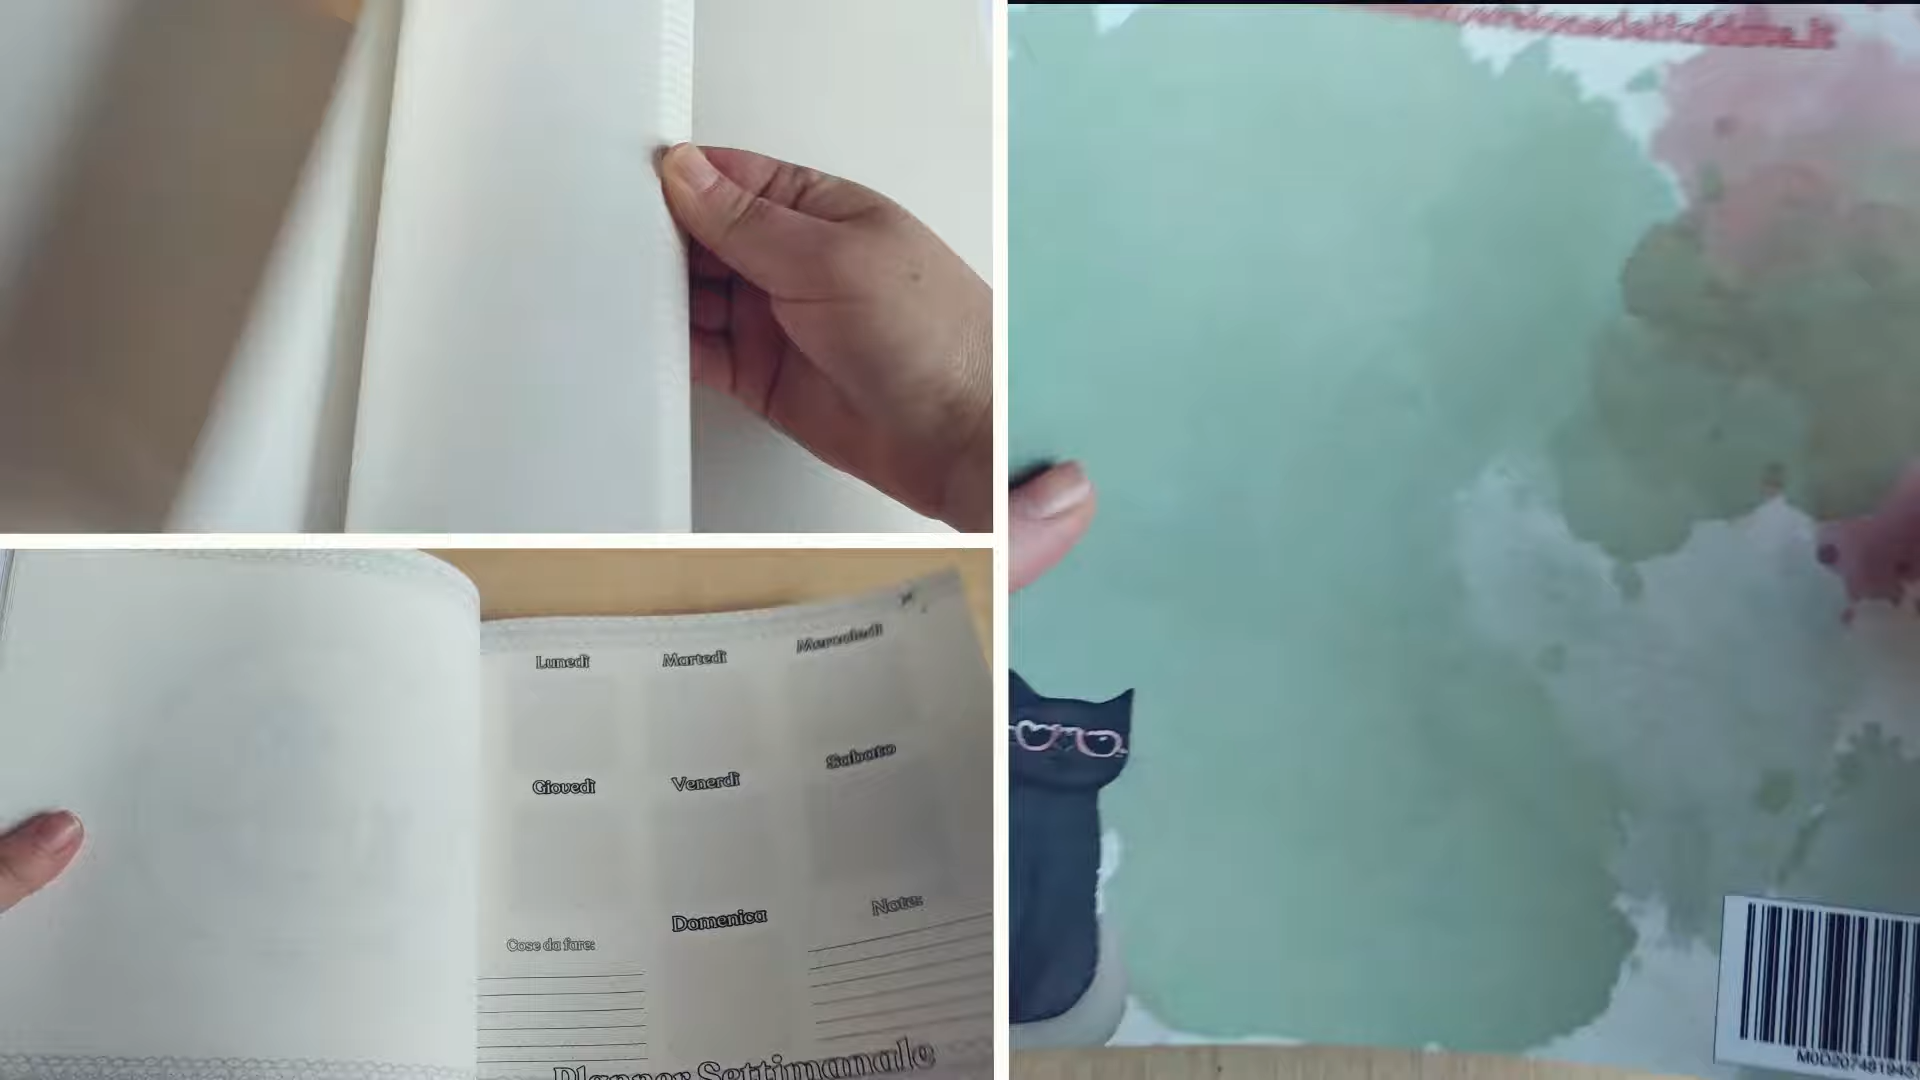 Lunedì Martedì Mercoledì
Giovedì Venerdì Sabato
Domenica Note:
Cose da fare:
Planner Settimanale